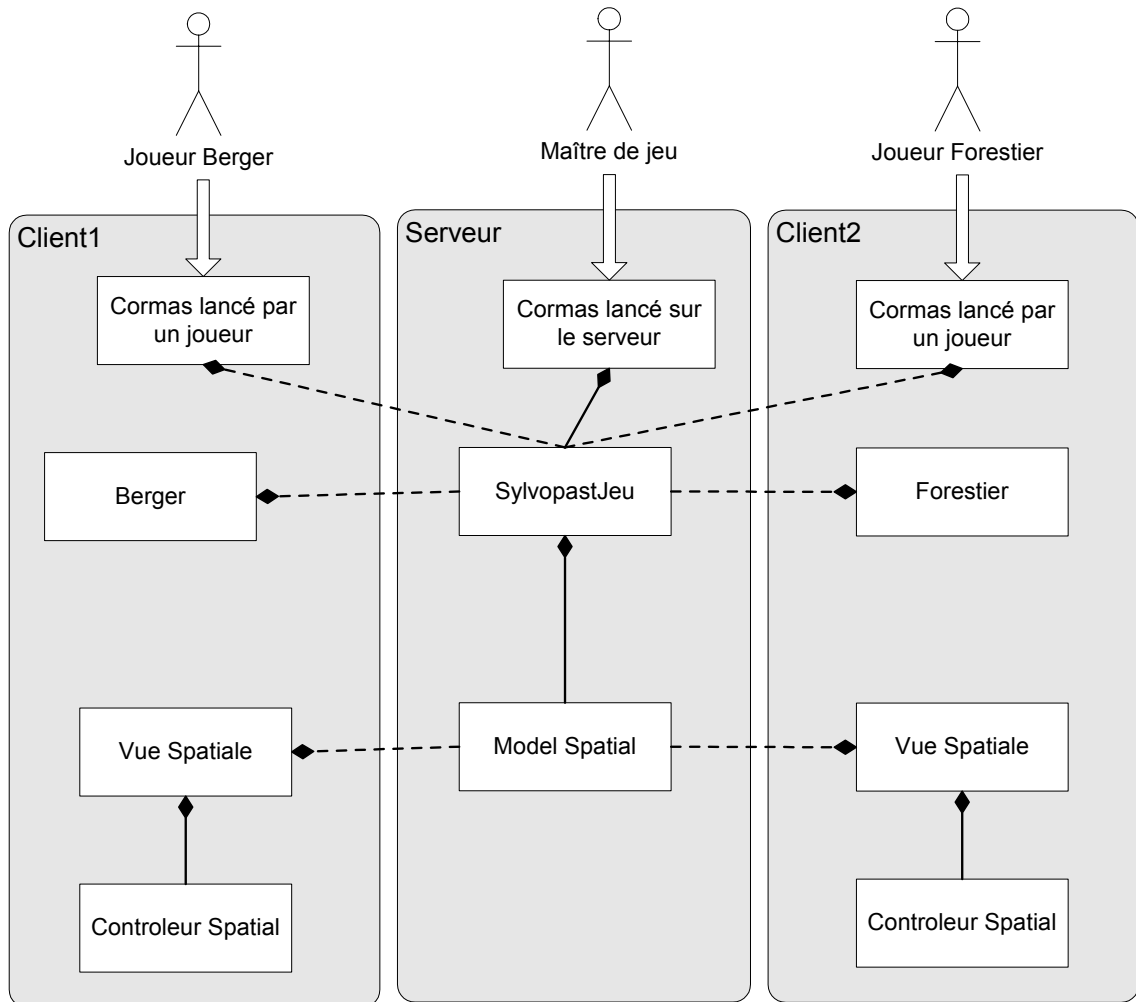 Joueur Berger
Maître de jeu
Joueur Forestier
Client1
Serveur
Client2
Cormas lancé par
un joueur
Cormas lancé sur
le serveur
Cormas lancé par
un joueur
Berger
SylvopastJeu
Forestier
Vue Spatiale
Model Spatial
Vue Spatiale
Controleur Spatial
Controleur Spatial